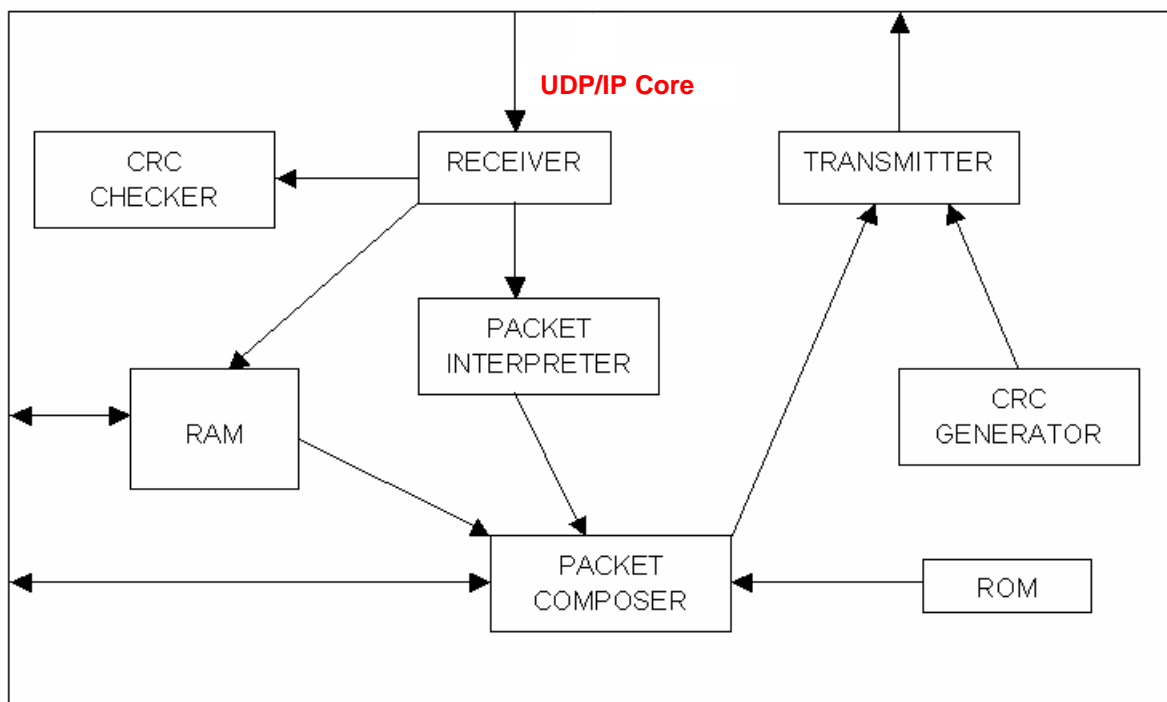 UDP/IP Core
CRC
CHECKER
RECEIVER
TRANSMITTER
PACKET
INTERPRETER
RAM
CRC
GENERATOR
PACKET
COMPOSER
ROM